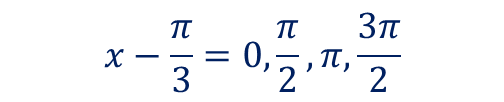 x − π/3 = 0, π/2, π, 3π/2